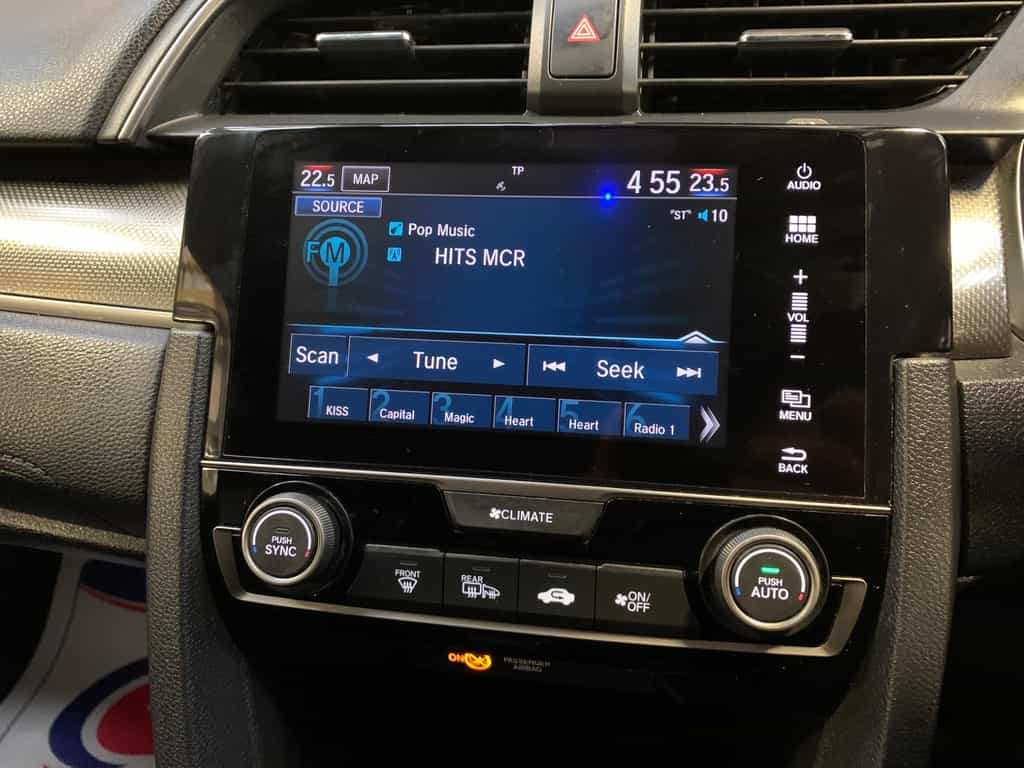 TP
22.5 MAP 4 55 23.5
AUDIO
SOURCE
"ST" 10
FM
Pop Music
HITS MCR
HOME
+
VOL
-
Scan Tune Seek
1 KISS 2 Capital 3 Magic 4 Heart 5 Heart 6 Radio 1
MENU
BACK
CLIMATE
PUSH
SYNC
FRONT
REAR
ON/
OFF
PUSH
AUTO
ON
PASSENGER
AIRBAG